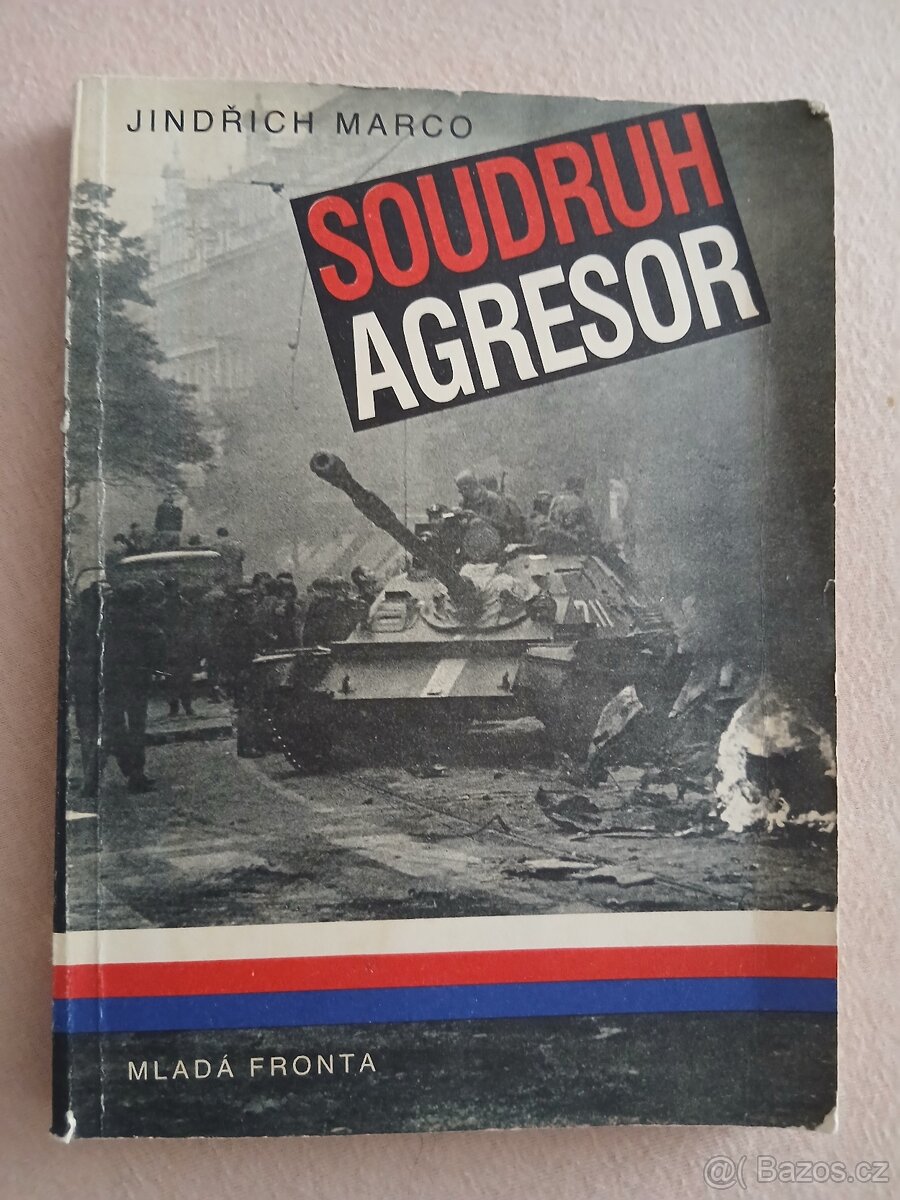 JINDŘICH MARCO
SOUDRUH
AGRESOR
MLADÁ FRONTA
@( Bazos.cz